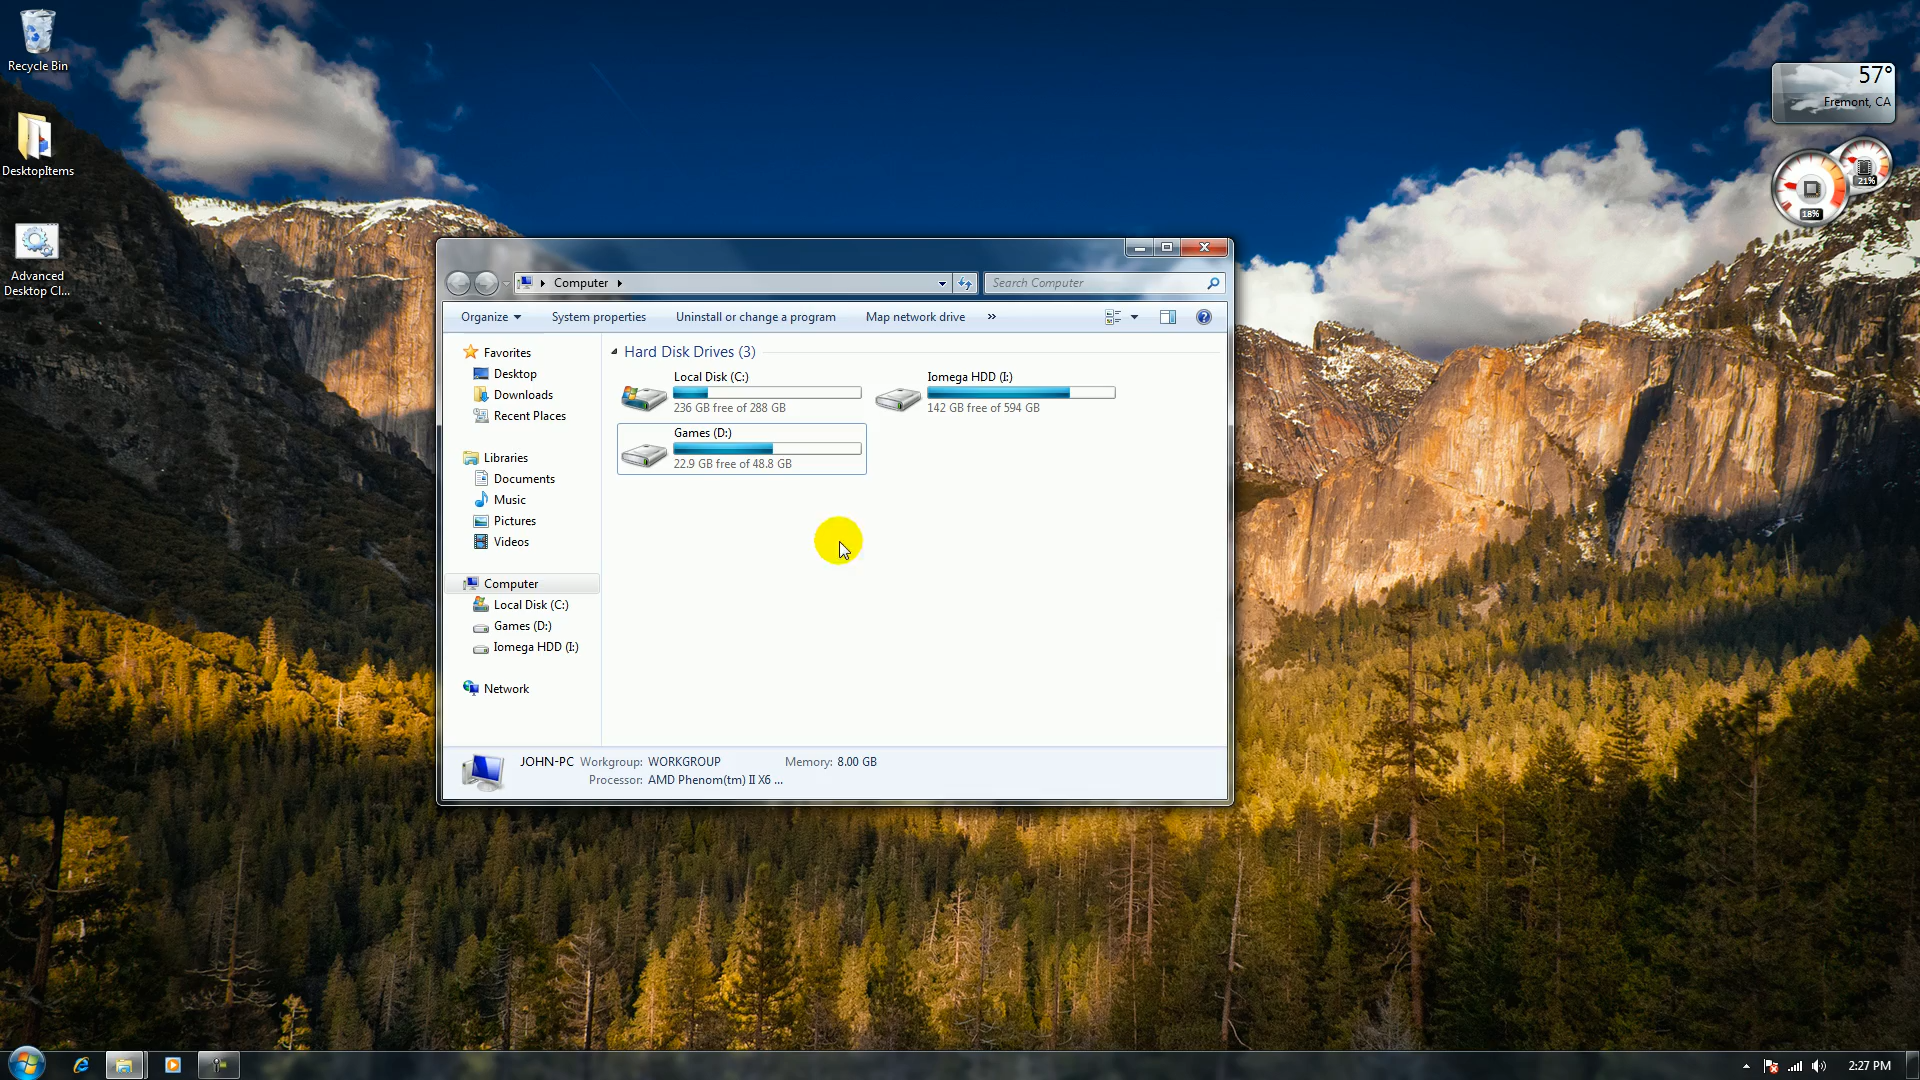 Recycle Bin
DesktopItems
Advanced
Desktop Cl...
57°
Fremont, CA
21%
18%
Computer
Search Computer
Organize
System properties
Uninstall or change a program
Map network drive
»
Favorites
Desktop
Downloads
Recent Places
Libraries
Documents
Music
Pictures
Videos
Computer
Local Disk (C:)
Games (D:)
Iomega HDD (I:)
Network
Hard Disk Drives (3)
Local Disk (C:)
236 GB free of 288 GB
Iomega HDD (I:)
142 GB free of 594 GB
Games (D:)
22.9 GB free of 48.8 GB
JOHN-PC Workgroup: WORKGROUP Memory: 8.00 GB
Processor: AMD Phenom(tm) II X6 ...
2:27 PM